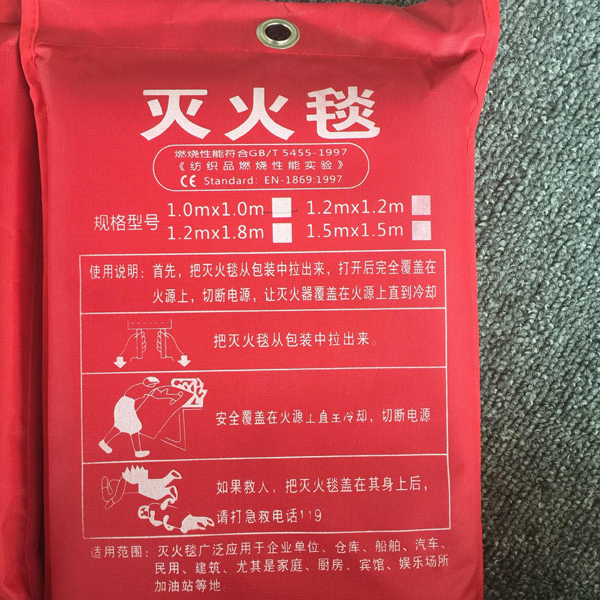 灭火毯
燃烧性能符合GB/T 5455-1997
《纺织品燃烧性能实验》
CE Standard: EN-1869:1997
规格型号 1.0mx1.0m 1.2mx1.2m
1.2mx1.8m 1.5mx1.5m
使用说明：首先，把灭火毯从包装中拉出来，打开后完全覆盖在
火源上，切断电源，让灭火器覆盖在火源上直到冷却
把灭火毯从包装中拉出来。
安全覆盖在火源上直至冷却，切断电源
如果救人，把灭火毯盖在其身上后，
请打急救电话119
适用范围：灭火毯广泛应用于企业单位、仓库、船舶、汽车、
民用、建筑、尤其是家庭、厨房、宾馆、娱乐场所
加油站等地